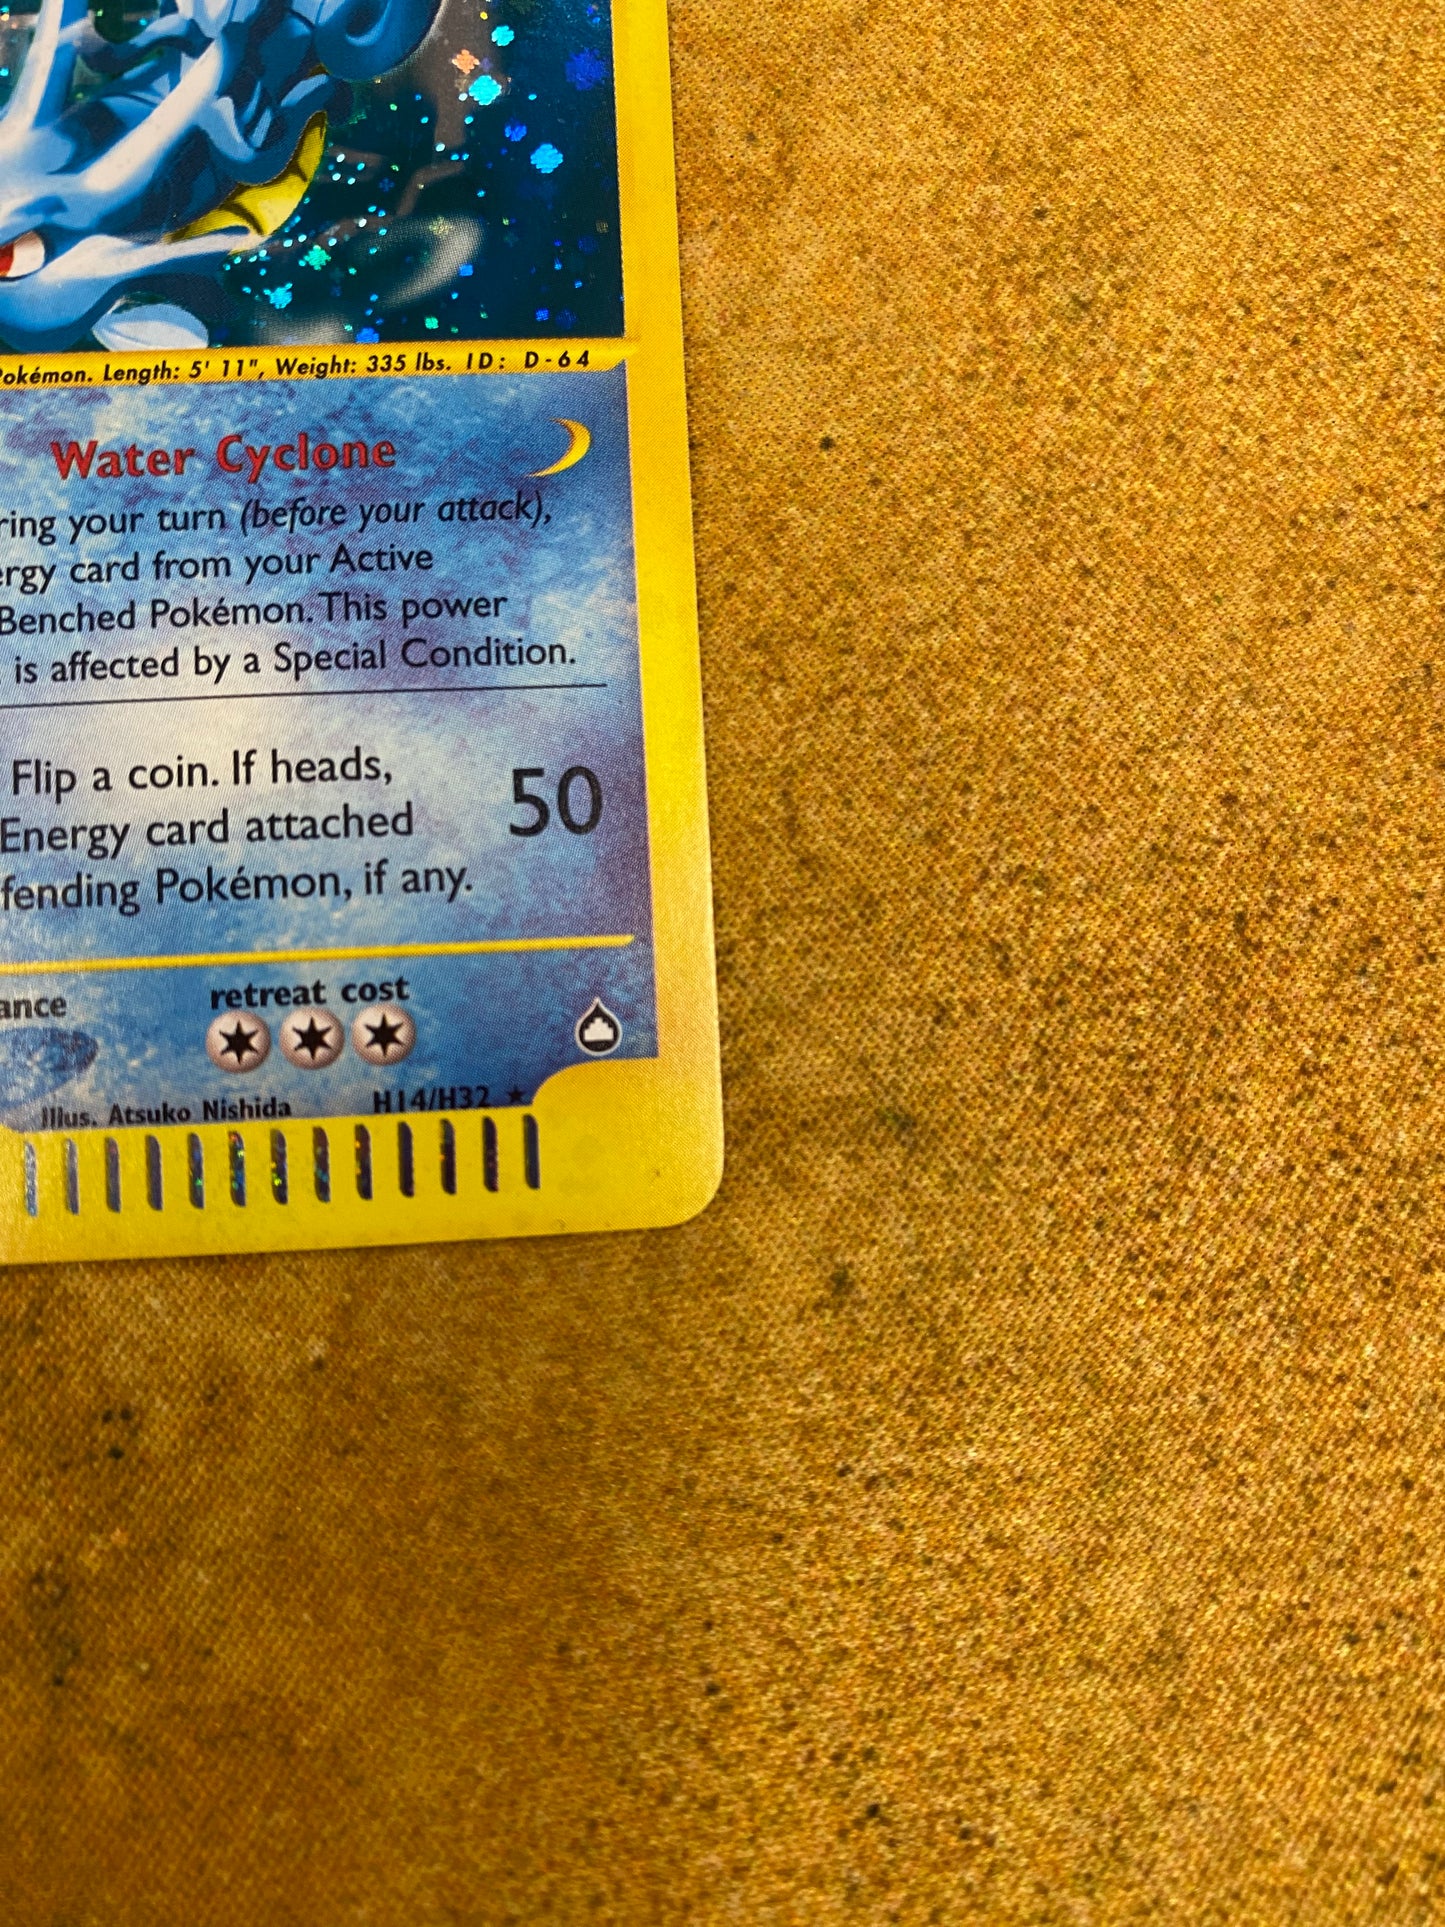 Pokémon. Length: 5' 11", Weight: 335 lbs. ID: D-64
Water Cyclone
ring your turn (before your attack),
ergy card from your Active
Benched Pokémon. This power
is affected by a Special Condition.
Flip a coin. If heads,
50
Energy card attached
fending Pokémon, if any.
ance
retreat cost
Illus. Atsuko Nishida
H14/H32 ★